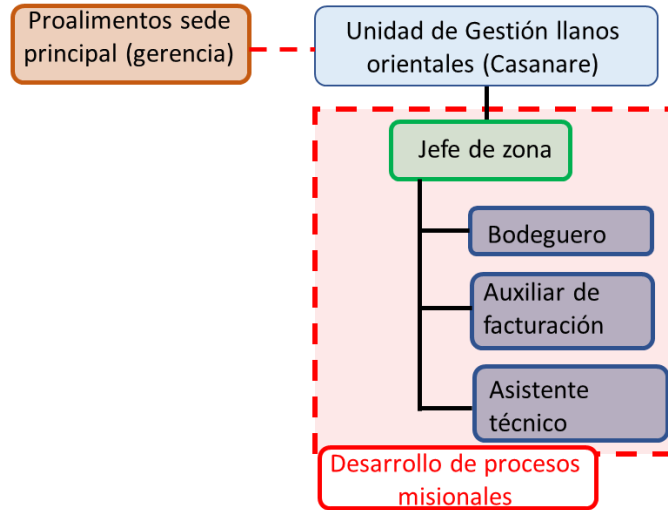 Proalimentos sede
principal (gerencia)
Unidad de Gestión llanos
orientales (Casanare)
Jefe de zona
Bodeguero
Auxiliar de
facturación
Asistente
técnico
Desarrollo de procesos
misionales